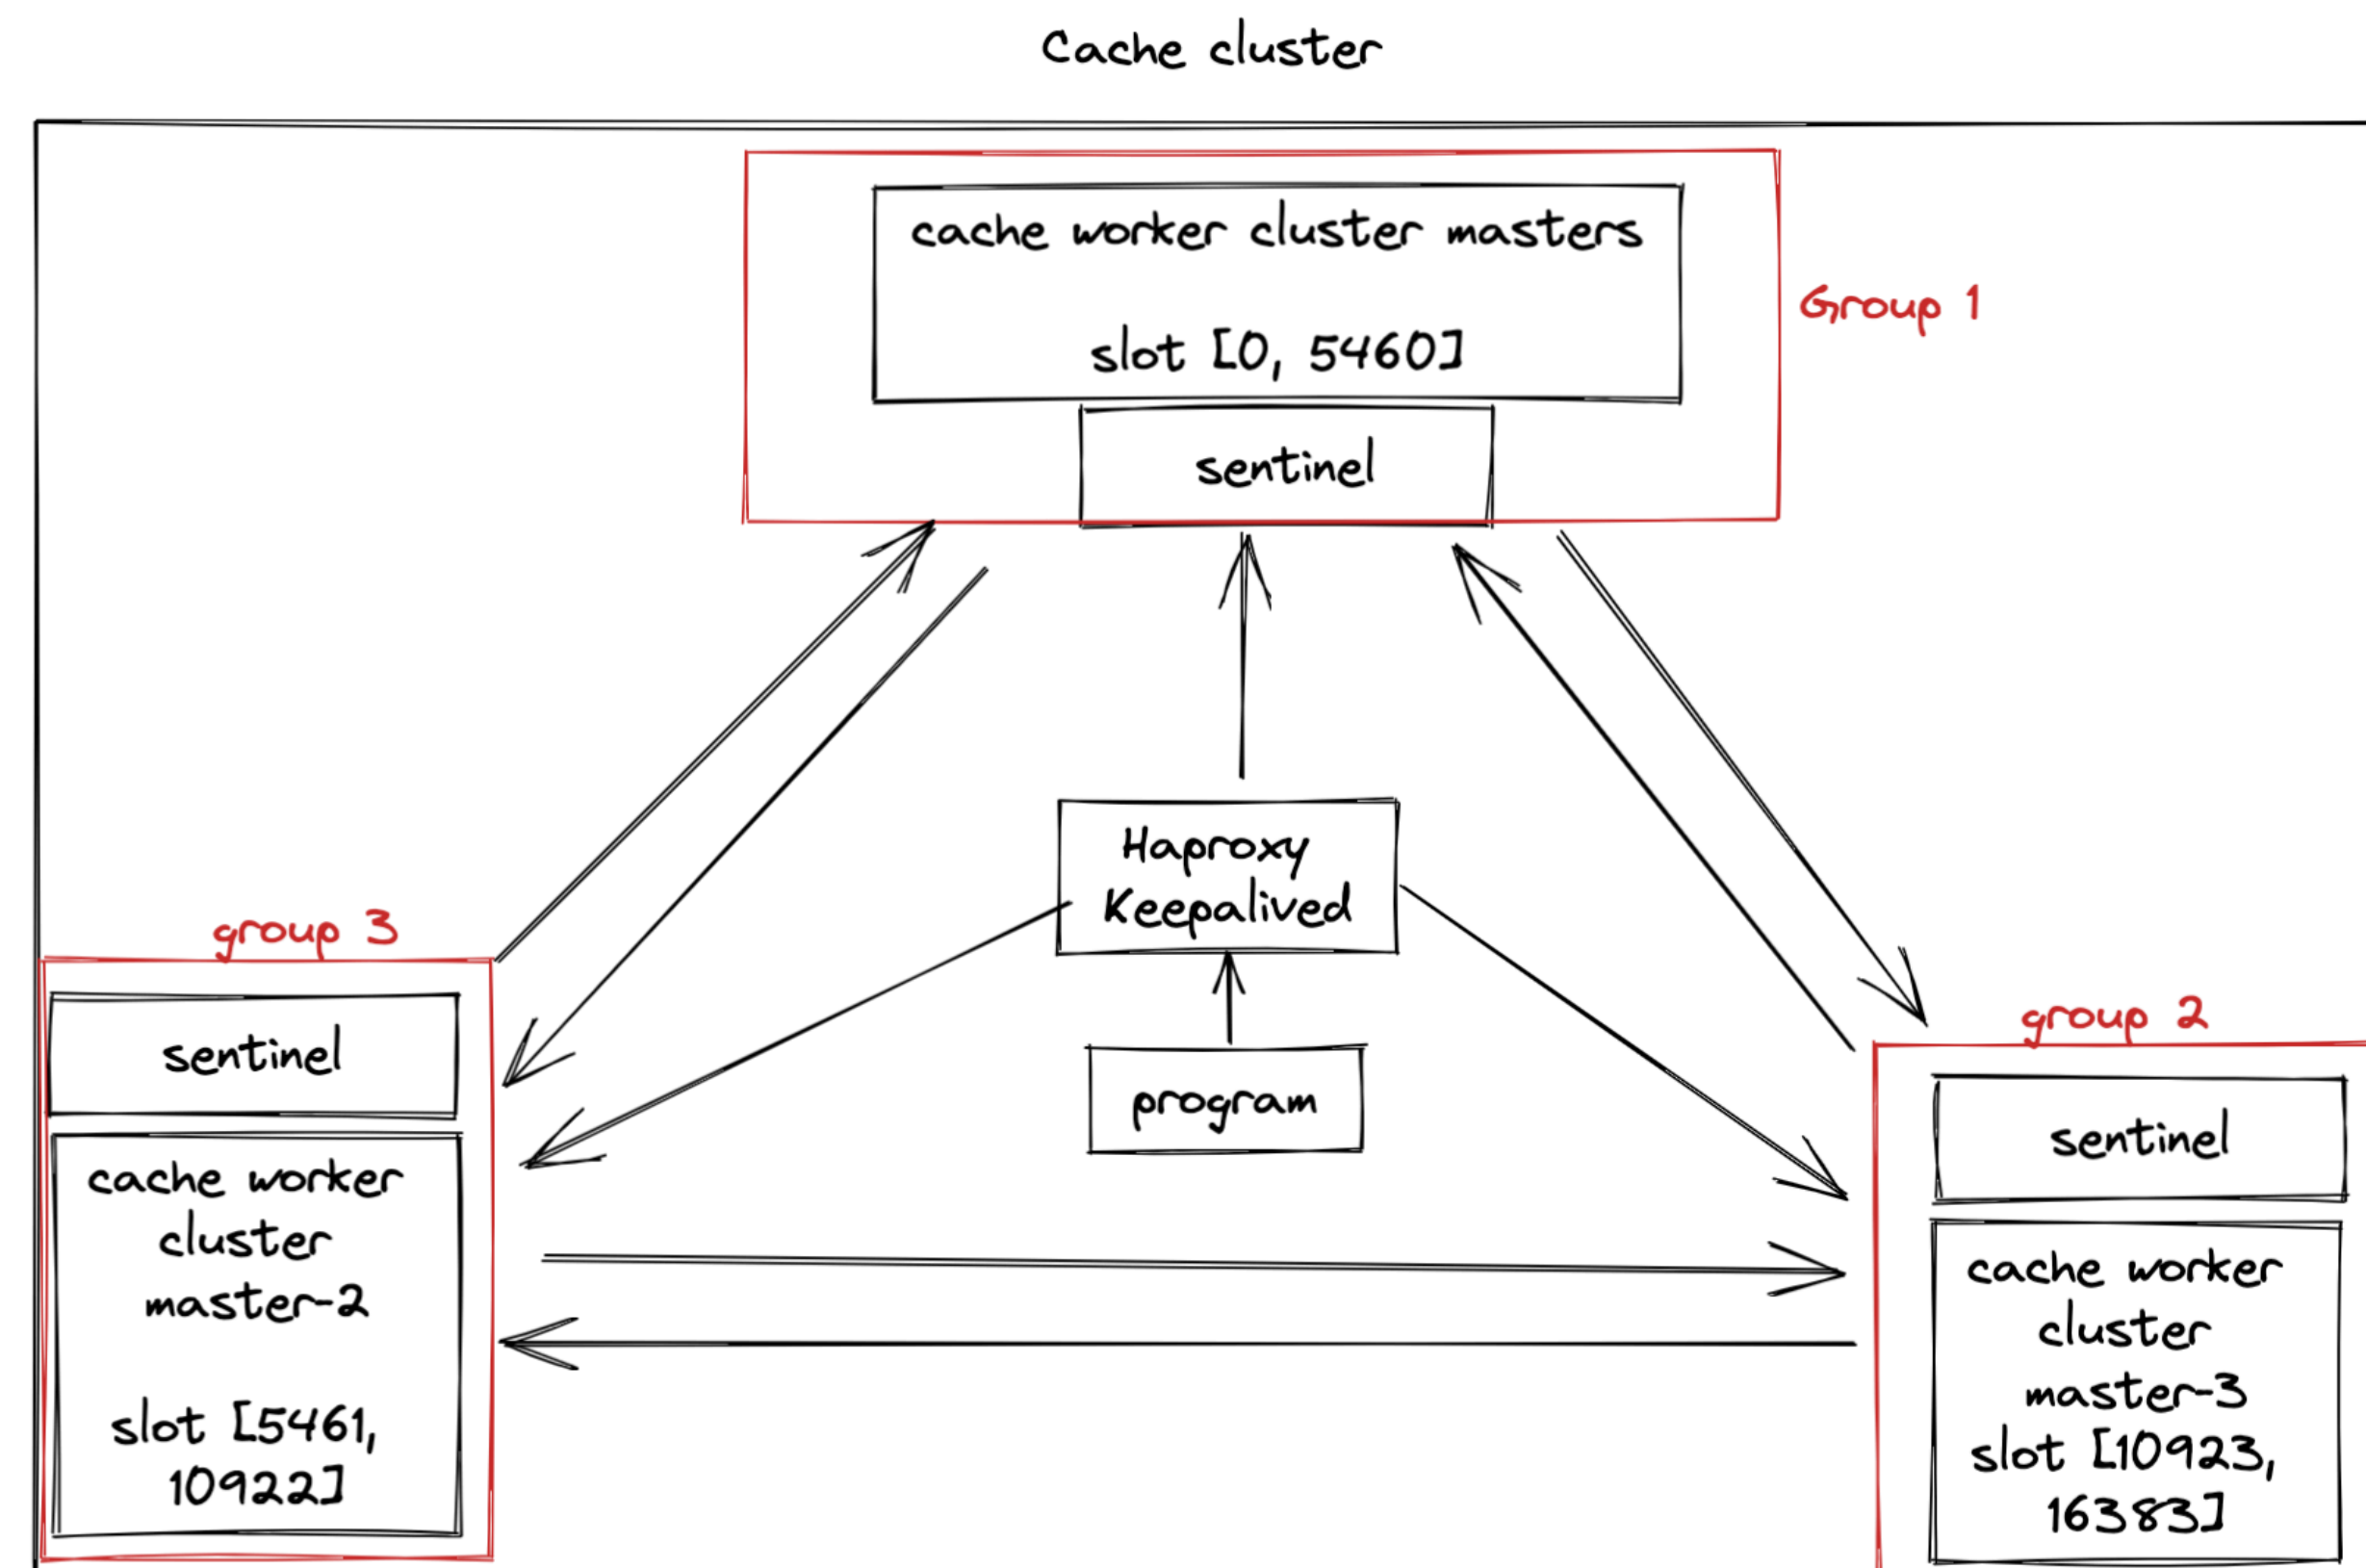 Cache cluster
cache worker cluster masters
slot [0, 5460]
Group 1
sentinel
Haproxy
Keepalived
program
group 3
sentinel
cache worker
cluster
master-2
slot [5461,
10922]
group 2
sentinel
cache worker
cluster
master-3
slot [10923,
16383]